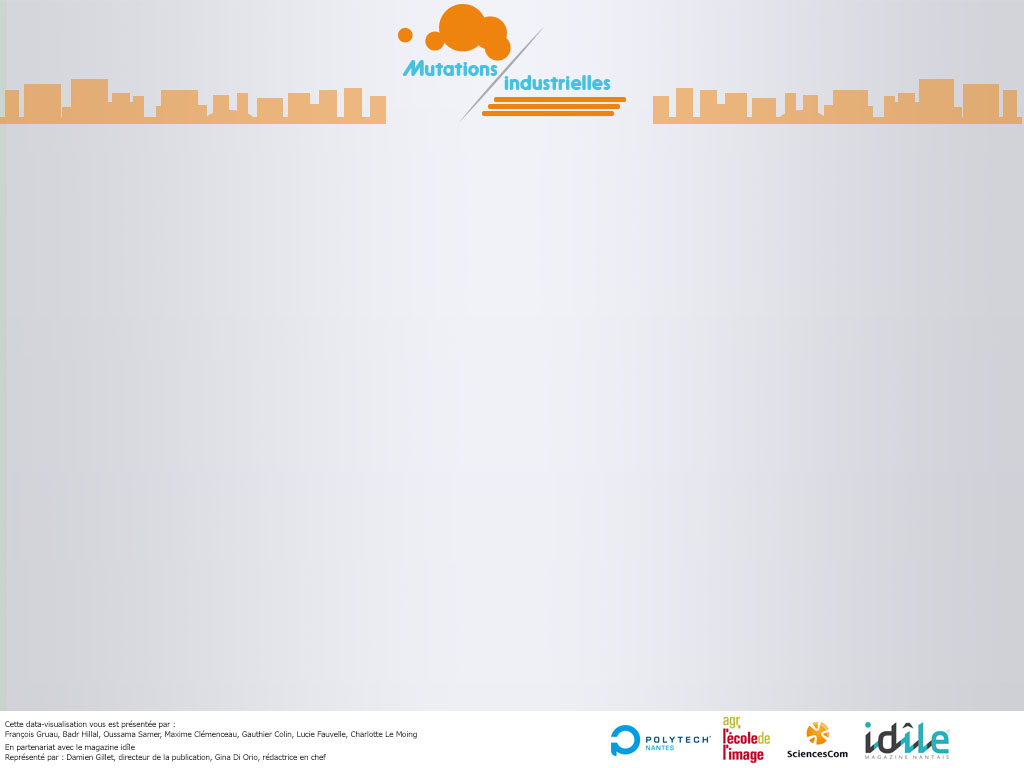 Mutations
industrielles
Cette data-visualisation vous est présentée par :
François Gruau, Badr Hillal, Oussama Samer, Maxime Clémenceau, Gauthier Colin, Lucie Fauvelle, Charlotte Le Moing
En partenariat avec le magazine idîle
Représenté par : Damien Gillet, directeur de la publication, Gina Di Orio, rédactrice en chef
POLYTECH'
NANTES
agr
l'écolede
l'image
SciencesCom
idîle
MAGAZINE NANTAIS